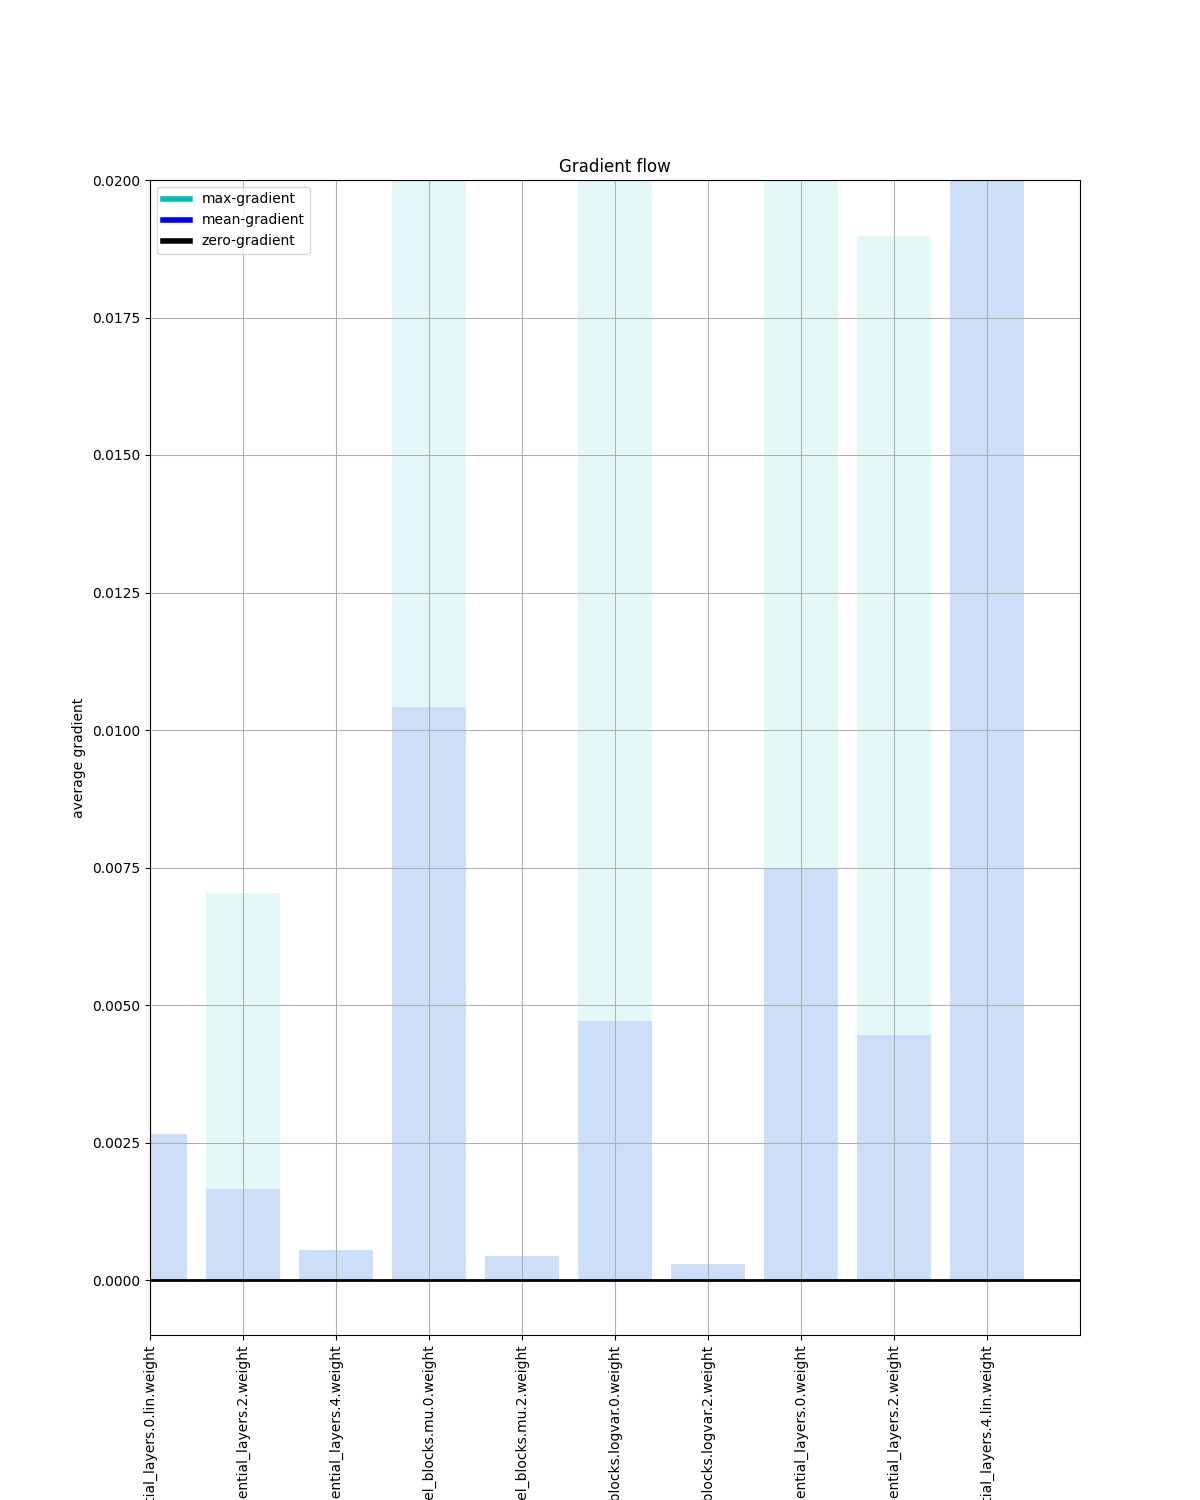 Gradient flow
max-gradient
mean-gradient
zero-gradient
0.0200
0.0175
0.0150
0.0125
0.0100
0.0075
0.0050
0.0025
0.0000
average gradient
tial_layers.0.lin.weight
ential_layers.2.weight
ential_layers.4.weight
el_blocks.mu.0.weight
el_blocks.mu.2.weight
blocks.logvar.0.weight
blocks.logvar.2.weight
ential_layers.0.weight
ential_layers.2.weight
tial_layers.4.lin.weight